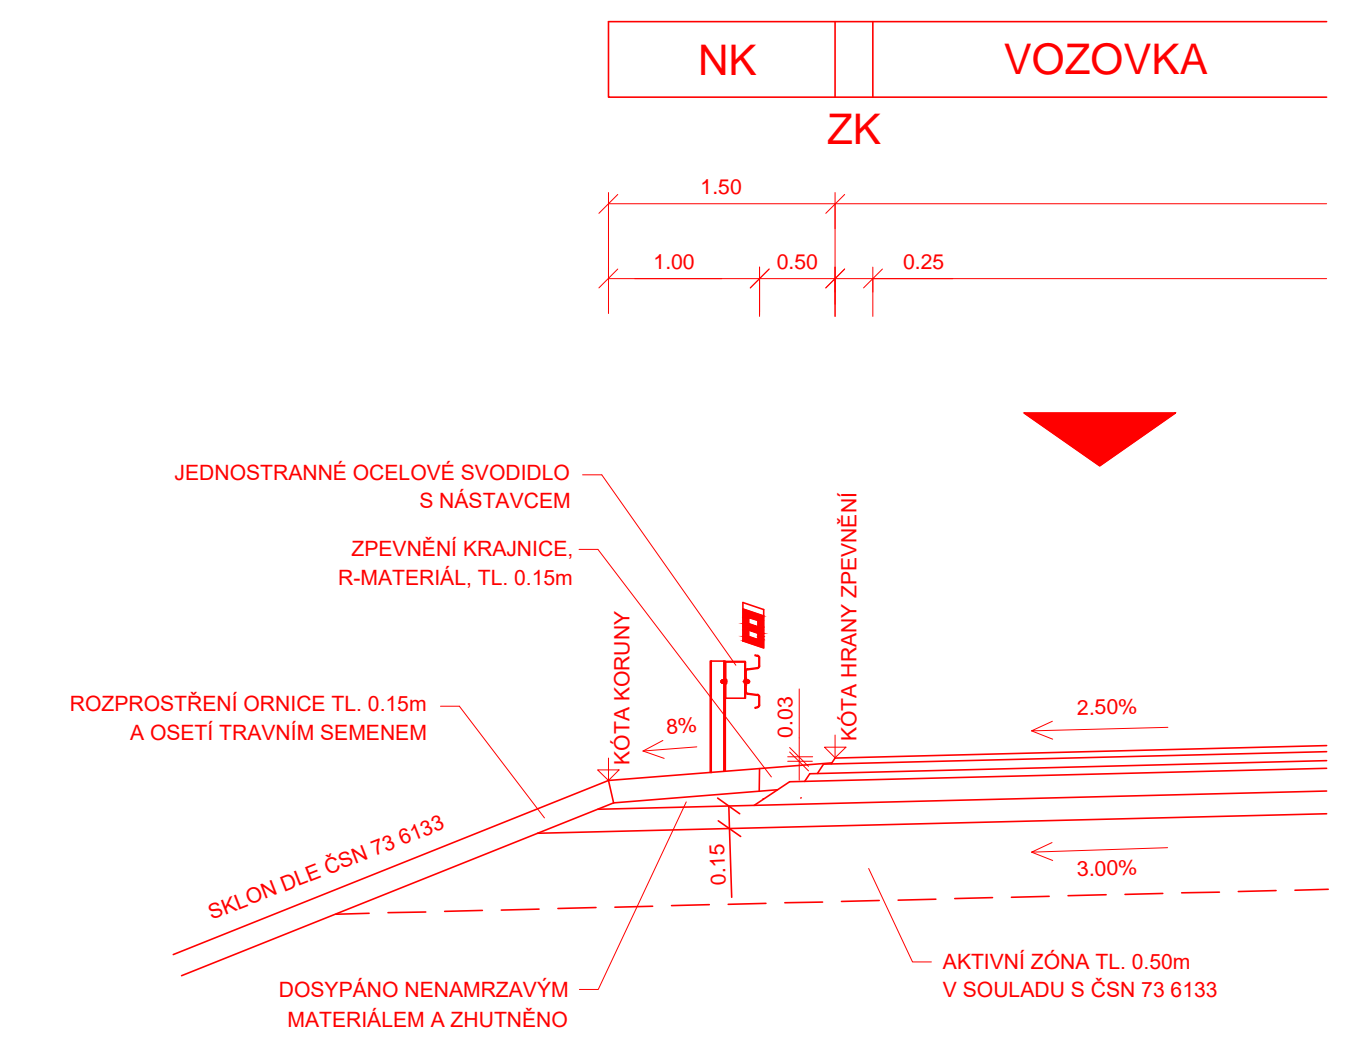 NK
VOZOVKA
ZK
1.50
1.00
0.50
0.25
JEDNOSTRANNÉ OCELOVÉ SVODIDLO
S NÁSTAVCEM
ZPEVNĚNÍ KRAJNICE,
R-MATERIÁL, TL. 0.15m
KÓTA HRANY ZPEVNĚNÍ
KÓTA KORUNY
ROZPROSTŘENÍ ORNICE TL. 0.15m
A OSETÍ TRAVNÍM SEMENEM
8%
0.03
2.50%
SKLON DLE ČSN 73 6133
0.15
3.00%
AKTIVNÍ ZÓNA TL. 0.50m
V SOULADU S ČSN 73 6133
DOSYPÁNO NENAMRZAVÝM
MATERIÁLEM A ZHUTNĚNO